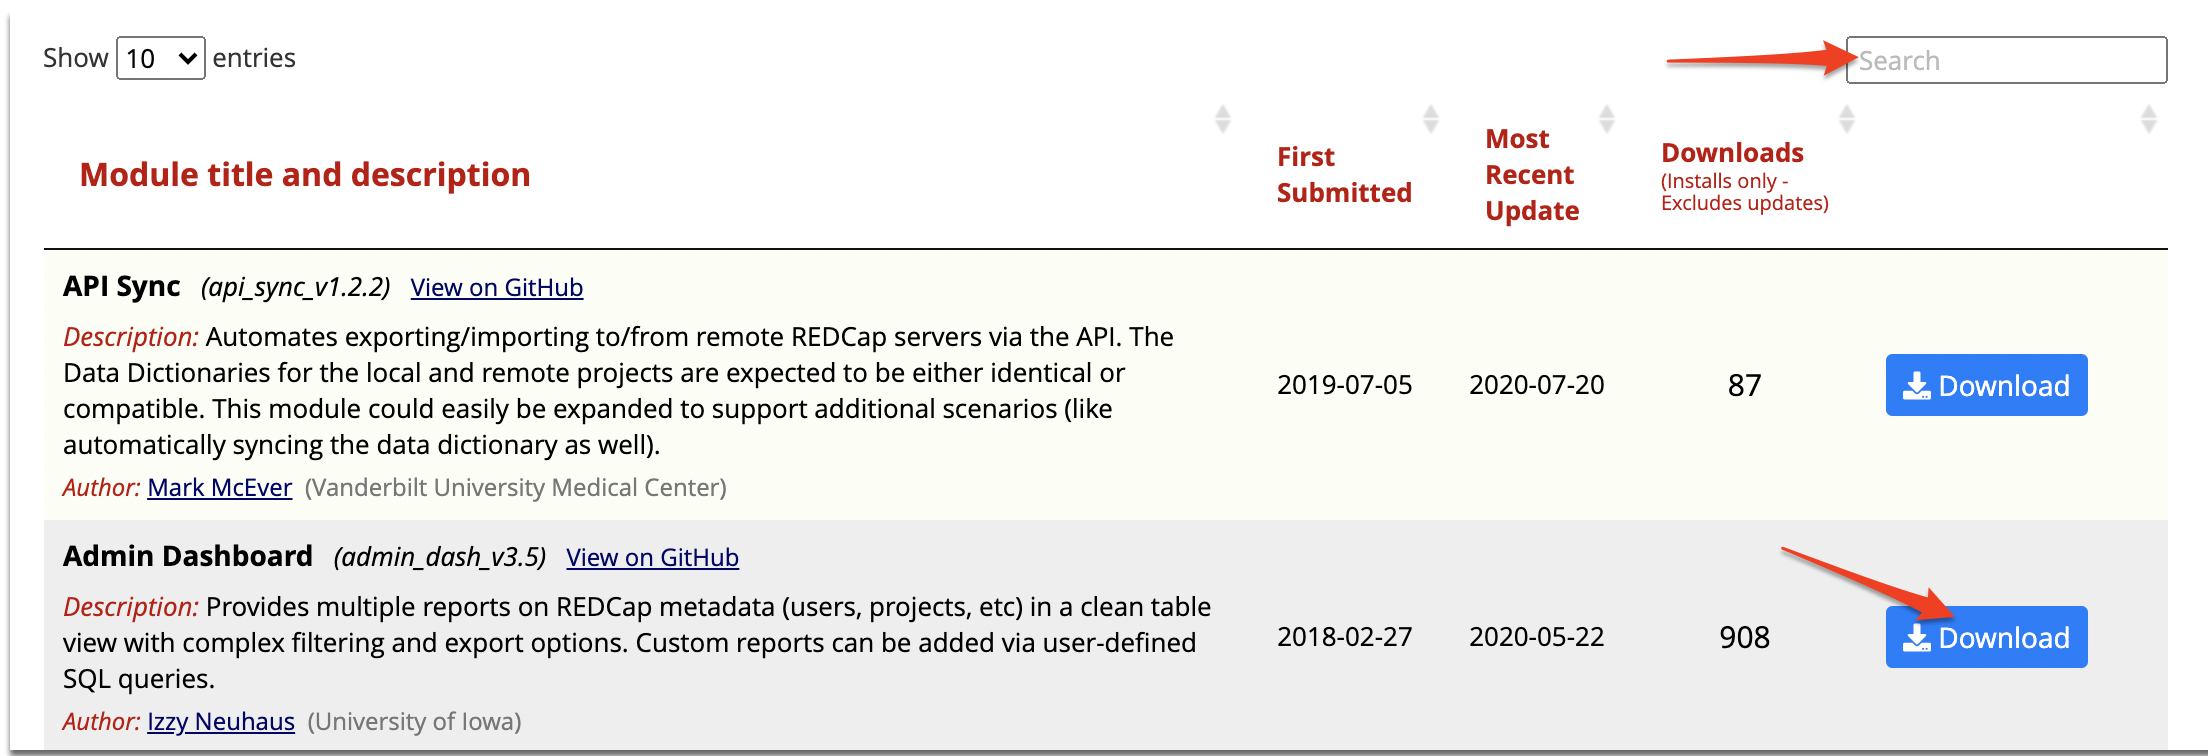 Show 10 entries
Search
Module title and description
First
Submitted
Most
Recent
Update
Downloads
(Installs only -
Excludes updates)
API Sync (api_sync_v1.2.2) View on GitHub
Description: Automates exporting/importing to/from remote REDCap servers via the API. The
Data Dictionaries for the local and remote projects are expected to be either identical or
compatible. This module could easily be expanded to support additional scenarios (like
automatically syncing the data dictionary as well).
Author: Mark McEver (Vanderbilt University Medical Center)
2019-07-05
2020-07-20
87
Download
Admin Dashboard (admin_dash_v3.5) View on GitHub
Description: Provides multiple reports on REDCap metadata (users, projects, etc) in a clean table
view with complex filtering and export options. Custom reports can be added via user-defined
SQL queries.
Author: Izzy Neuhaus (University of Iowa)
2018-02-27
2020-05-22
908
Download